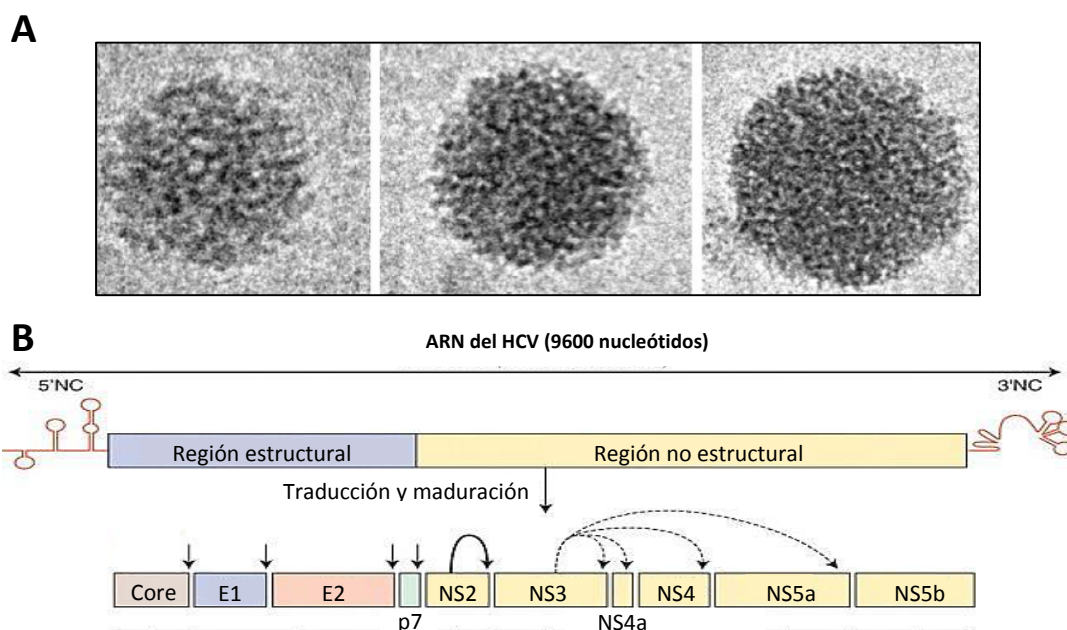 A
B
ARN del HCV (9600 nucleótidos)
5'NC
3'NC
Región estructural
Región no estructural
Traducción y maduración
Core
E1
E2
p7
NS2
NS3
NS4a
NS4
NS5a
NS5b